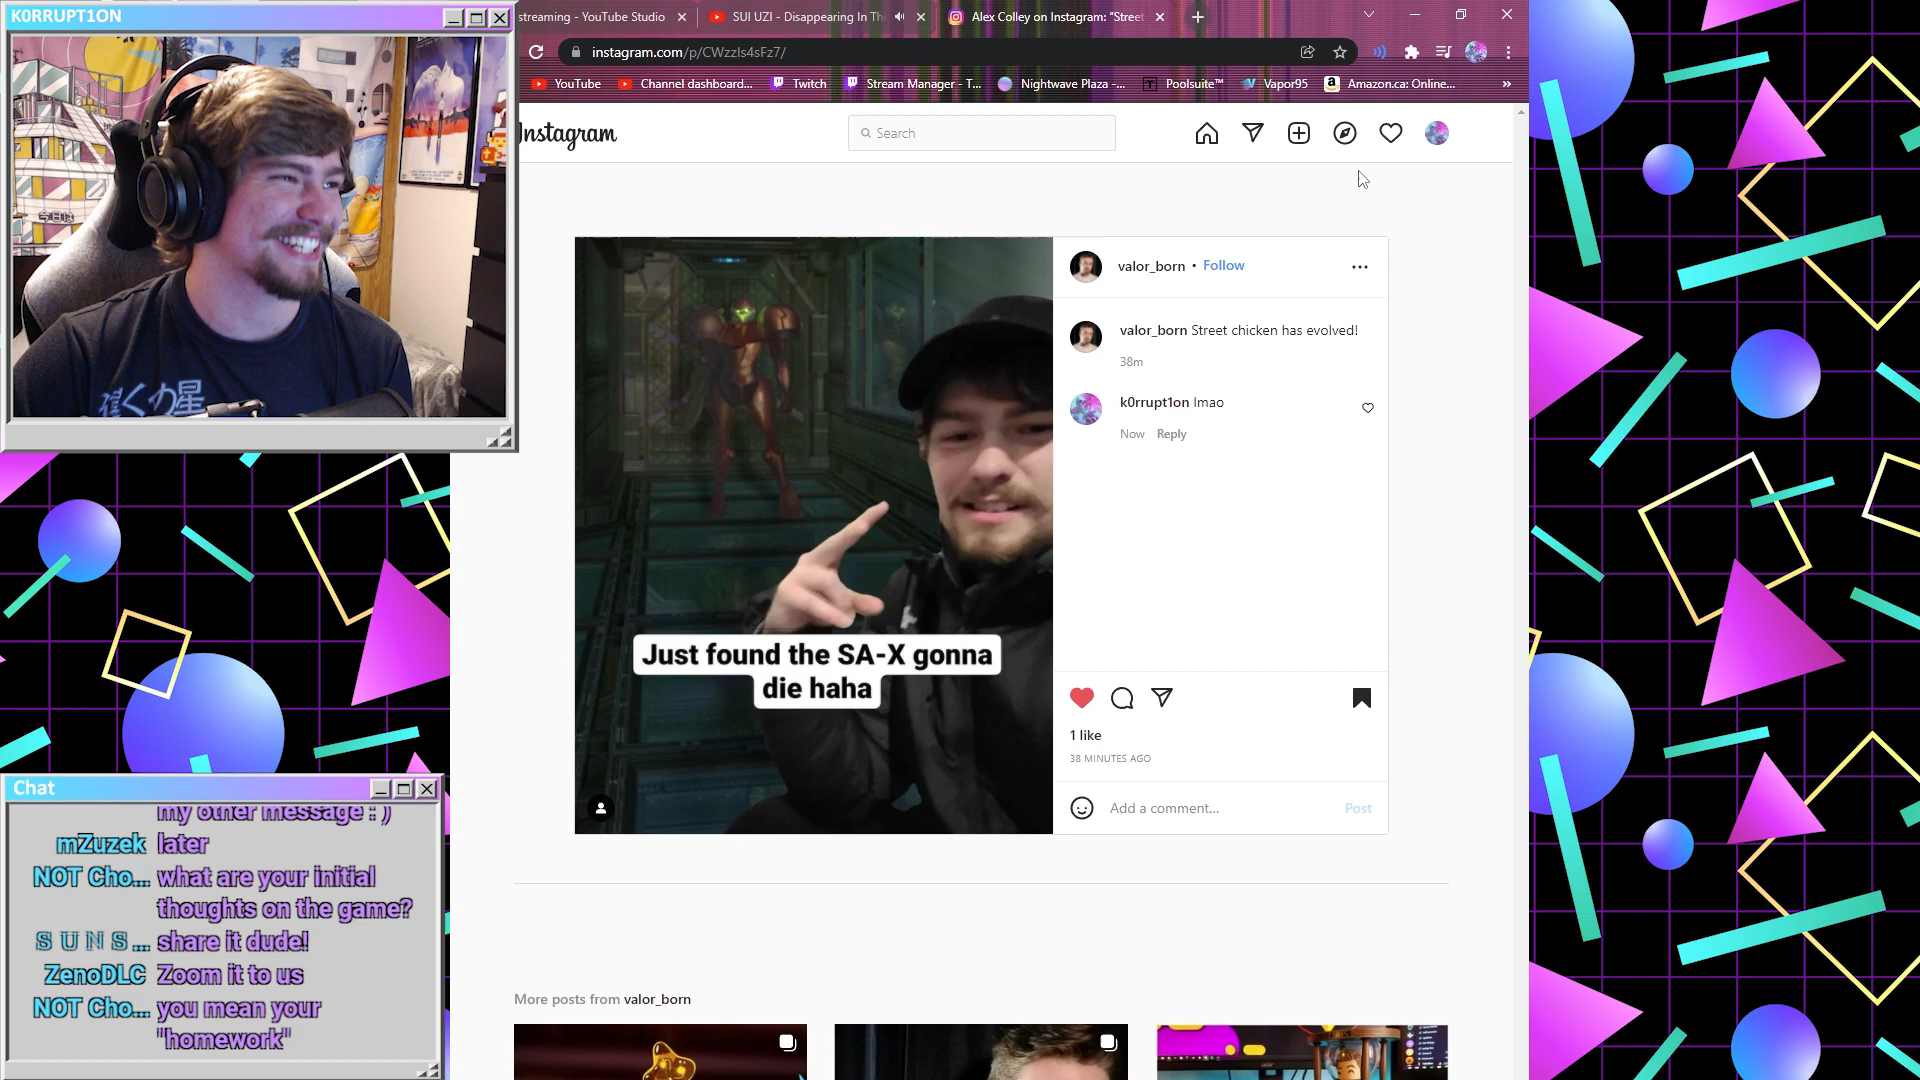 K0RRUPT1ON
streaming - YouTube Studio
SUI UZI - Disappearing In Th
Alex Colley on Instagram: "Street
instagram.com/p/CWzzIs4sFz7/
YouTube
Channel dashboard...
Twitch
Stream Manager - T...
Nightwave Plaza -...
Poolsuite™
Vapor95
Amazon.ca: Online...
»
Instagram
Search
valor_born • Follow
valor_born Street chicken has evolved!
38m
k0rrupt1on lmao
Now Reply
Just found the SA-X gonna
die haha
1 like
38 MINUTES AGO
Add a comment...
Post
More posts from valor_born
Chat
my other message : )
mZuzek later
NOT Cho... what are your initial
thoughts on the game?
S U N S ... share it dude!
ZenoDLC Zoom it to us
NOT Cho... you mean your
"homework"